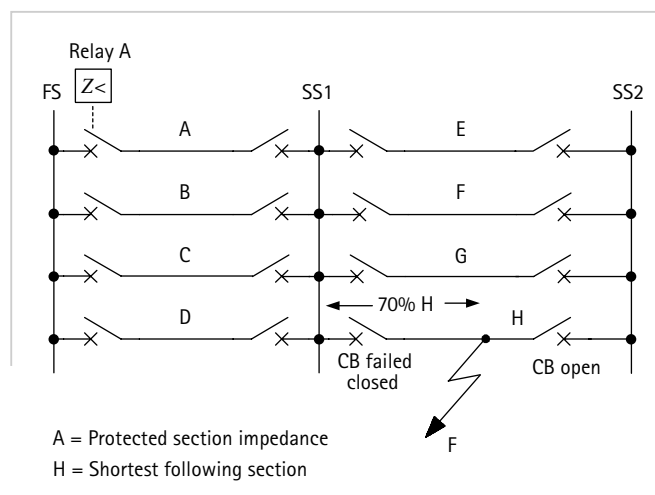 Relay A
Z<
FS
SS1
SS2
A
E
B
F
C
G
70% H
D
H
CB failed
closed
CB open
F
A = Protected section impedance
H = Shortest following section